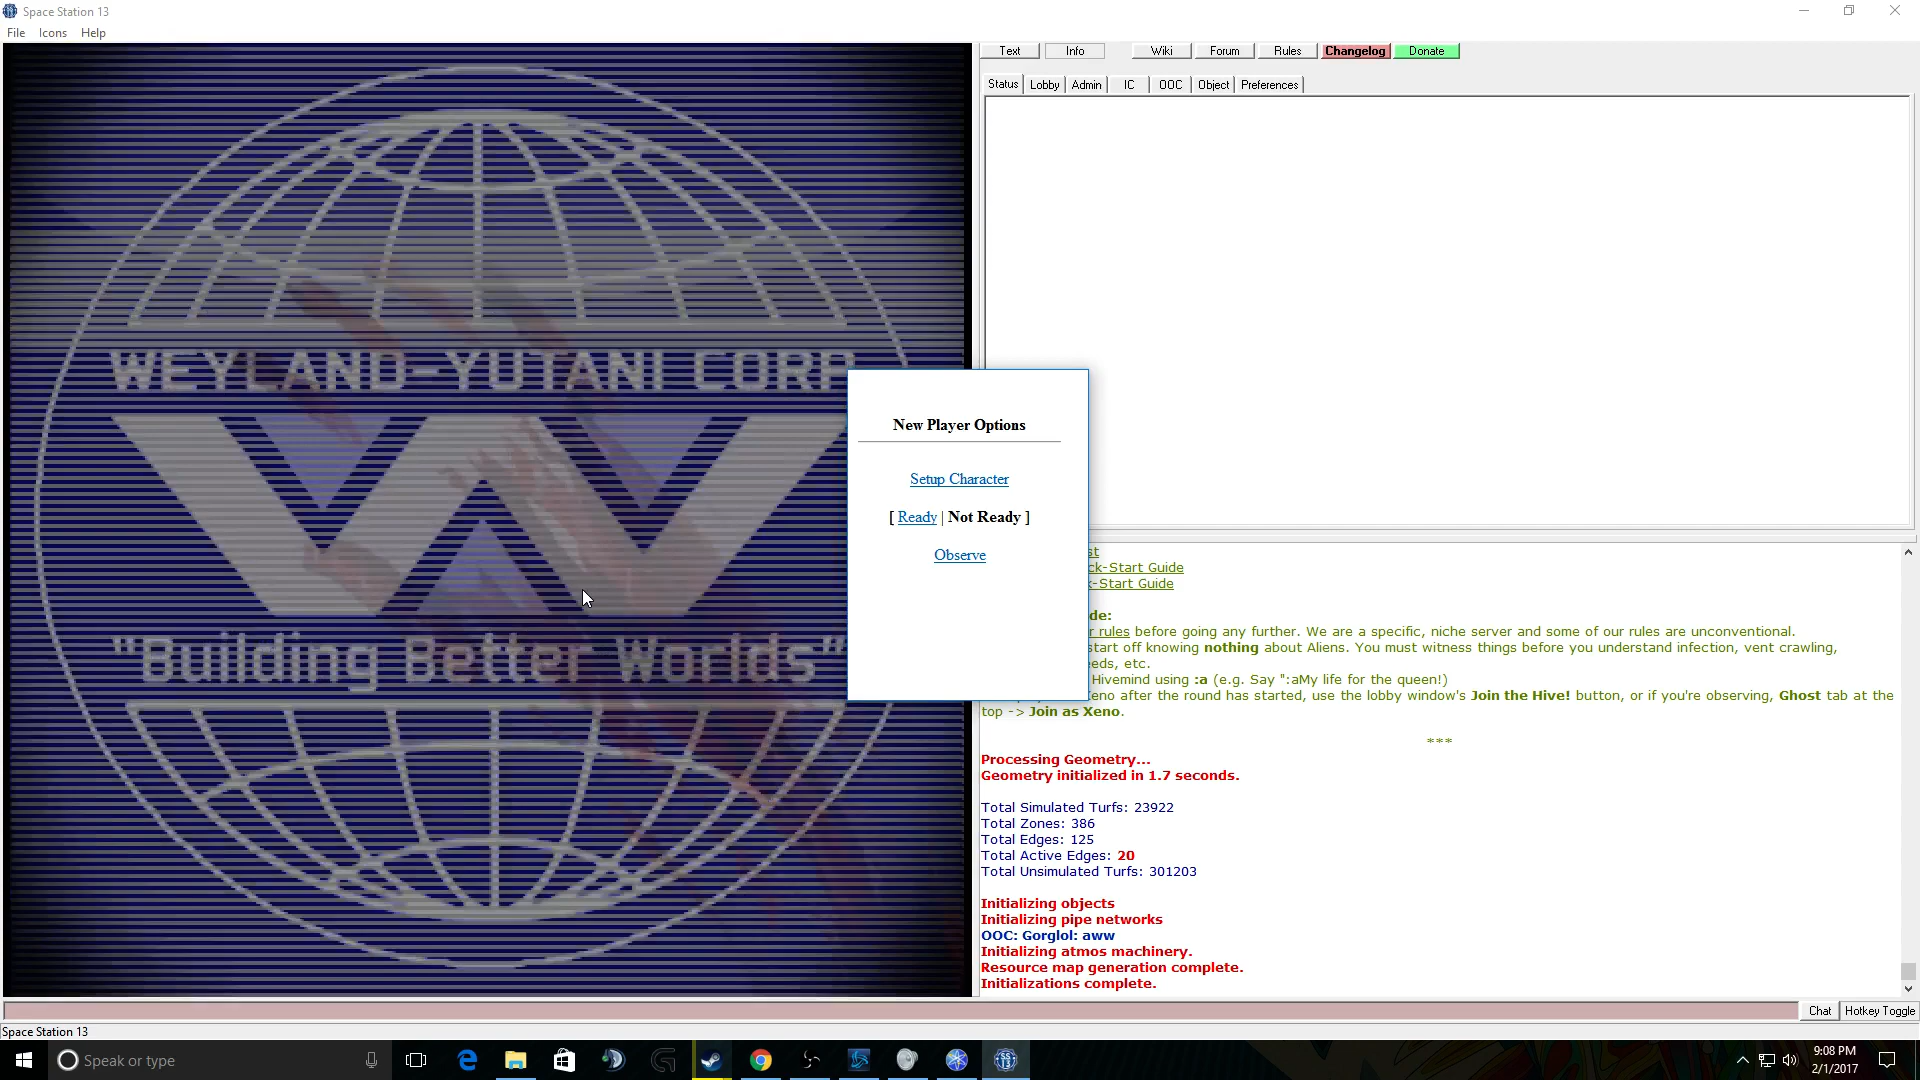 Space Station 13
File Icons Help
Text Info Wiki Forum Rules Changelog Donate
Status Lobby Admin IC OOC Object Preferences
WEYLAND-YUTANI CORP
"Building Better Worlds"
New Player Options
Setup Character
[ Ready | Not Ready ]
Observe
st
ck-Start Guide
-Start Guide
de:
r rules before going any further. We are a specific, niche server and some of our rules are unconventional.
start off knowing nothing about Aliens. You must witness things before you understand infection, vent crawling,
eds, etc.
Hivemind using :a (e.g. Say ":aMy life for the queen!)
eno after the round has started, use the lobby window's Join the Hive! button, or if you're observing, Ghost tab at the
top -> Join as Xeno.
***
Processing Geometry...
Geometry initialized in 1.7 seconds.
Total Simulated Turfs: 23922
Total Zones: 386
Total Edges: 125
Total Active Edges: 20
Total Unsimulated Turfs: 301203
Initializing objects
Initializing pipe networks
OOC: Gorglol: aww
Initializing atmos machinery.
Resource map generation complete.
Initializations complete.
Chat Hotkey Toggle
Space Station 13
Speak or type
SS
13
9:08 PM
2/1/2017